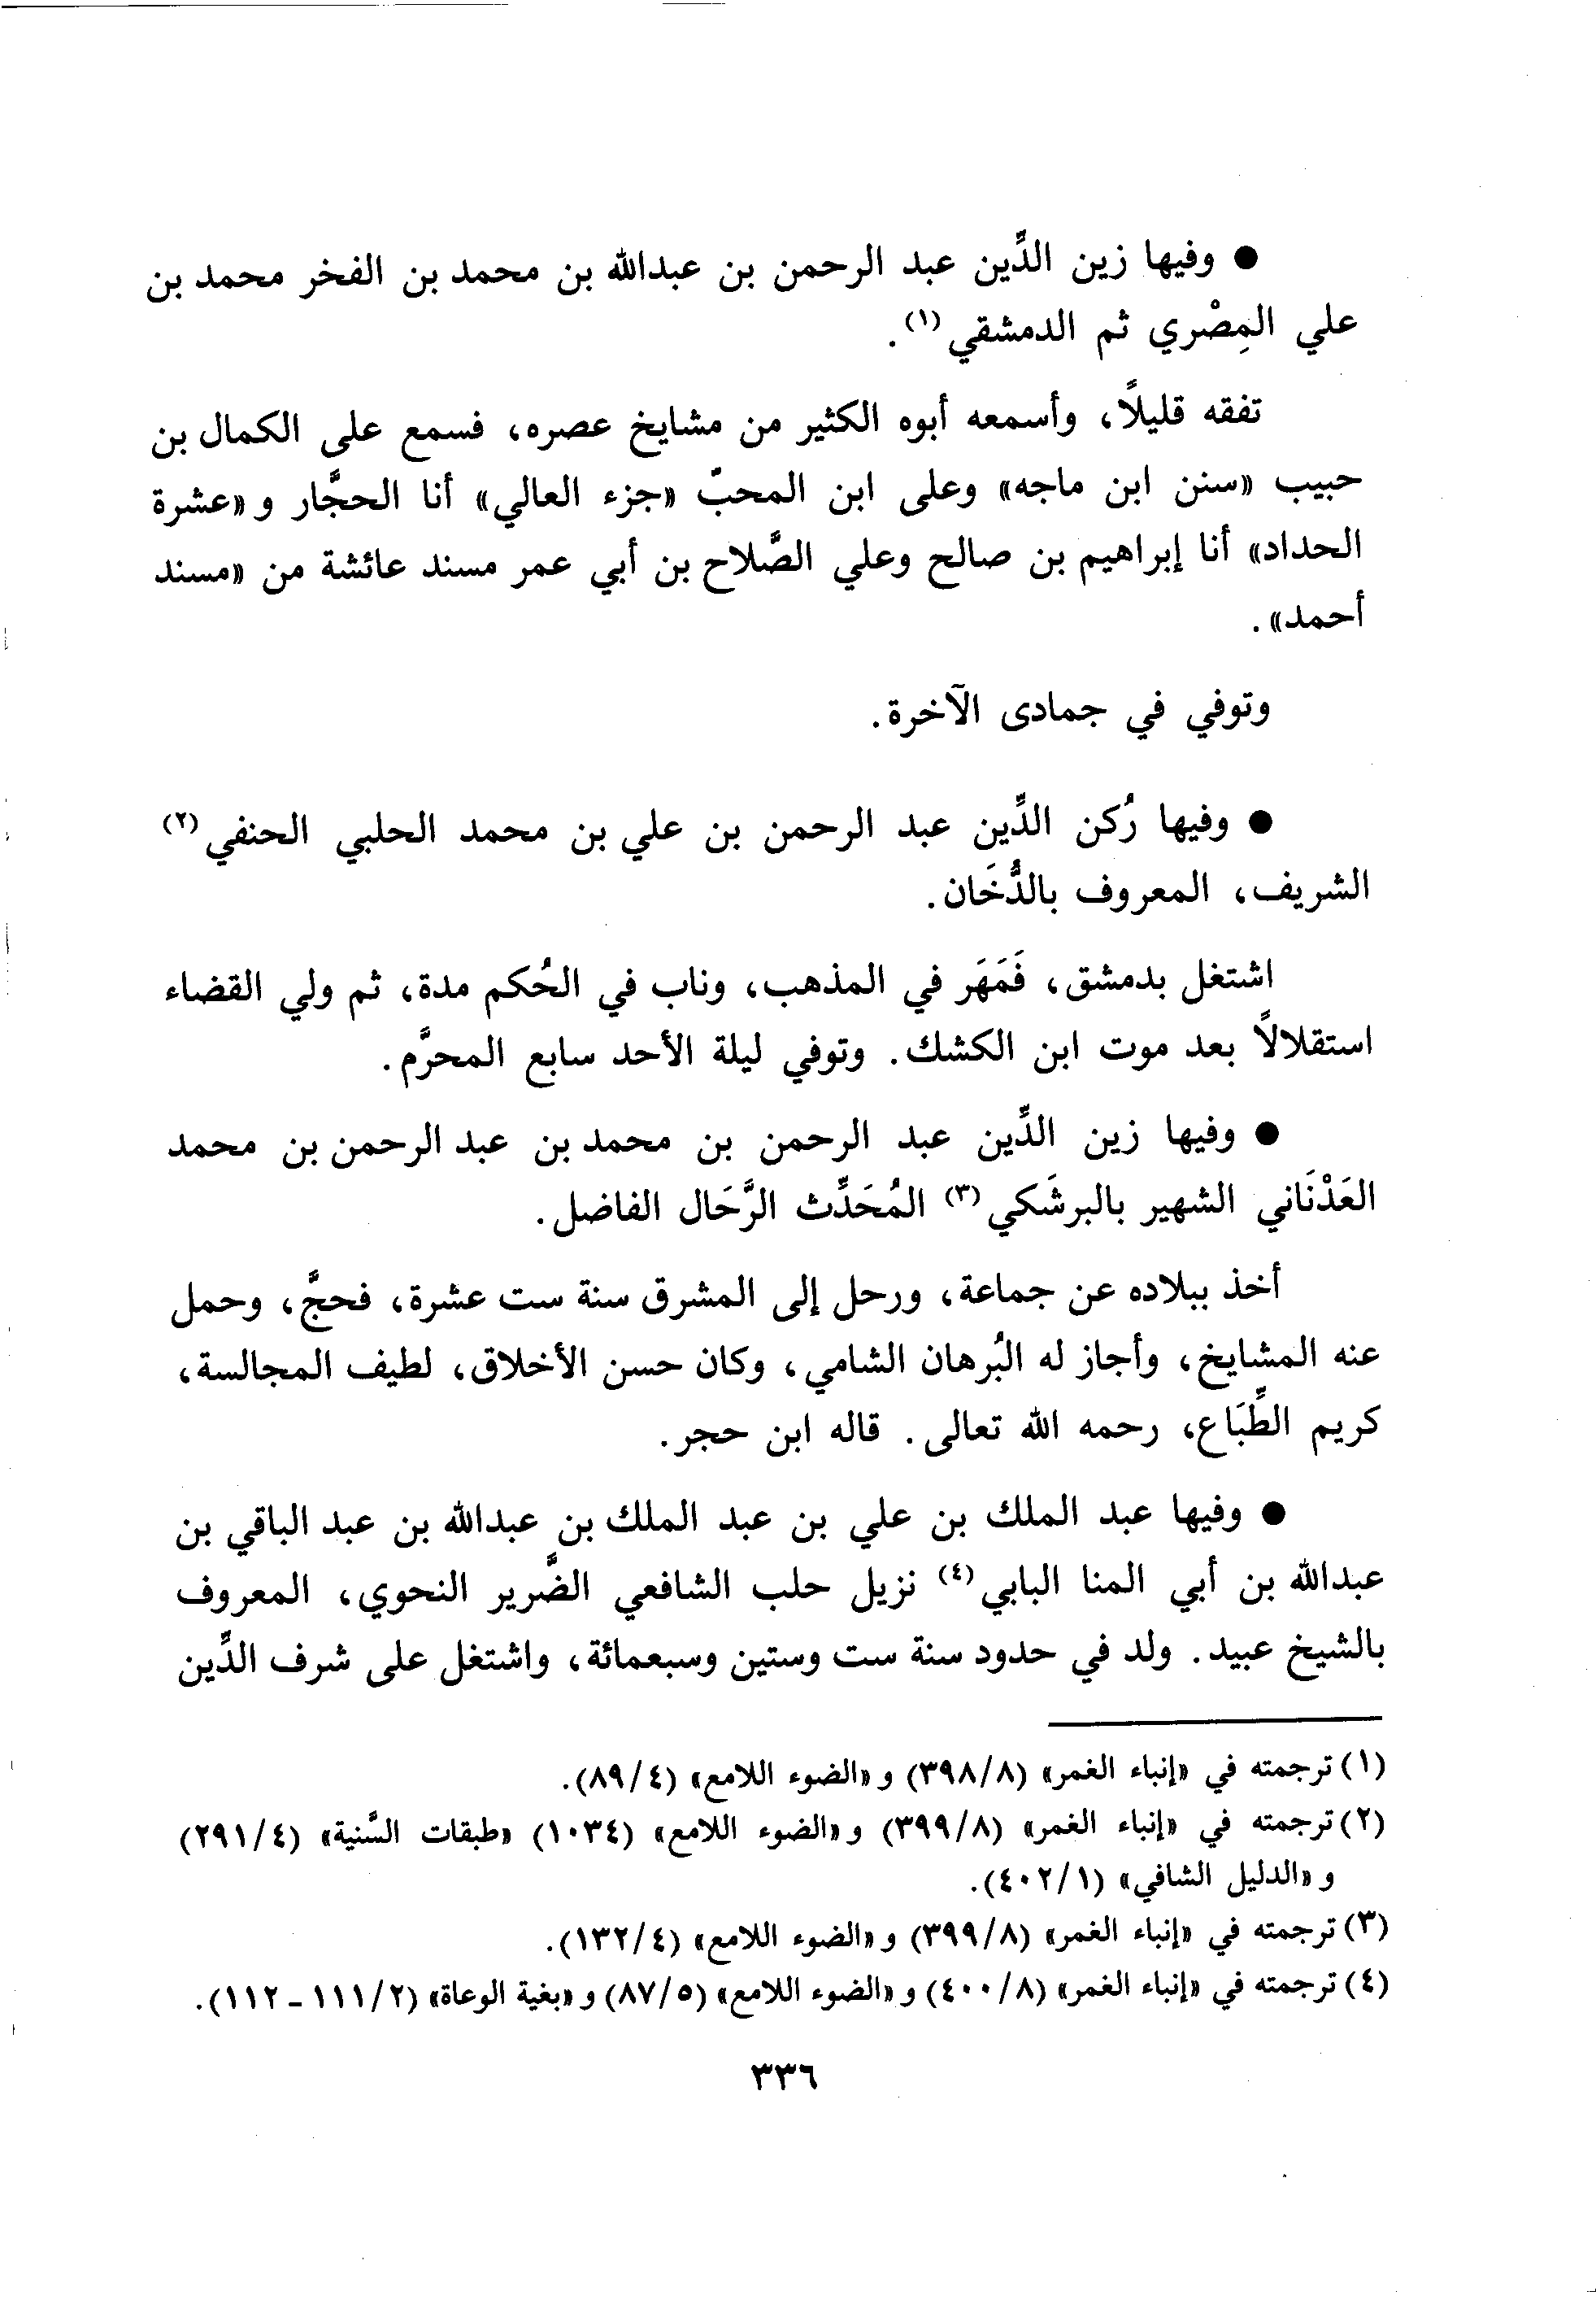 ● وفيها زين الدِّين عبد الرحمن بن عبدالله بن محمد بن الفخر محمد بن
علي المِصْري ثم الدمشقي (١).
تفقه قليلاً، وأسمعه أبوه الكثير من مشايخ عصره، فسمع على الكمال بن
حبيب «سنن ابن ماجه» وعلى ابن المحبّ «جزء العالي» أنا الحجَّار و «عشرة
الحداد» أنا إبراهيم بن صالح وعلي الصَّلاح بن أبي عمر مسند عائشة من «مسند
أحمد».
وتوفي في جمادى الآخرة.
● وفيها رُكن الدِّين عبد الرحمن بن علي بن محمد الحلبي الحنفي (٢)
الشريف، المعروف بالدُّخَان.
اشتغل بدمشق، فَمَهَر في المذهب، وناب في الحُكم مدة، ثم ولي القضاء
استقلالاً بعد موت ابن الكشك. وتوفي ليلة الأحد سابع المحرَّم.
● وفيها زين الدِّين عبد الرحمن بن محمد بن عبد الرحمن بن محمد
العَدْنَاني الشهير بالبرشَكي (٣) المُحَدِّث الرَّحَال الفاضل.
أخذ ببلاده عن جماعة، ورحل إلى المشرق سنة ست عشرة، فحجَّ، وحمل
عنه المشايخ، وأجاز له البُرهان الشامي، وكان حسن الأخلاق، لطيف المجالسة،
كريم الطِّبَاع، رحمه الله تعالى. قاله ابن حجر.
● وفيها عبد الملك بن علي بن عبد الملك بن عبدالله بن عبد الباقي بن
عبدالله بن أبي المنا البابي (٤) نزيل حلب الشافعي الضَّرير النحوي، المعروف
بالشيخ عبيد. ولد في حدود سنة ست وستين وسبعمائة، واشتغل على شرف الدِّين
(١) ترجمته في «إنباء الغمر» (٣٩٨/٨) و «الضوء اللامع» (٨٩/٤).
(٢) ترجمته في «إنباء الغمر» (٣٩٩/٨) و «الضوء اللامع» (١٠٣٤) «طبقات السَّنية» (٢٩١/٤)
و «الدليل الشافي» (٤٠٢/١).
(٣) ترجمته في «إنباء الغمر» (٣٩٩/٨) و «الضوء اللامع» (١٣٢/٤).
(٤) ترجمته في «إنباء الغمر» (٤٠٠/٨) و «الضوء اللامع» (٨٧/٥) و «بغية الوعاة» (١١١/٢ - ١١٢).
٣٣٦